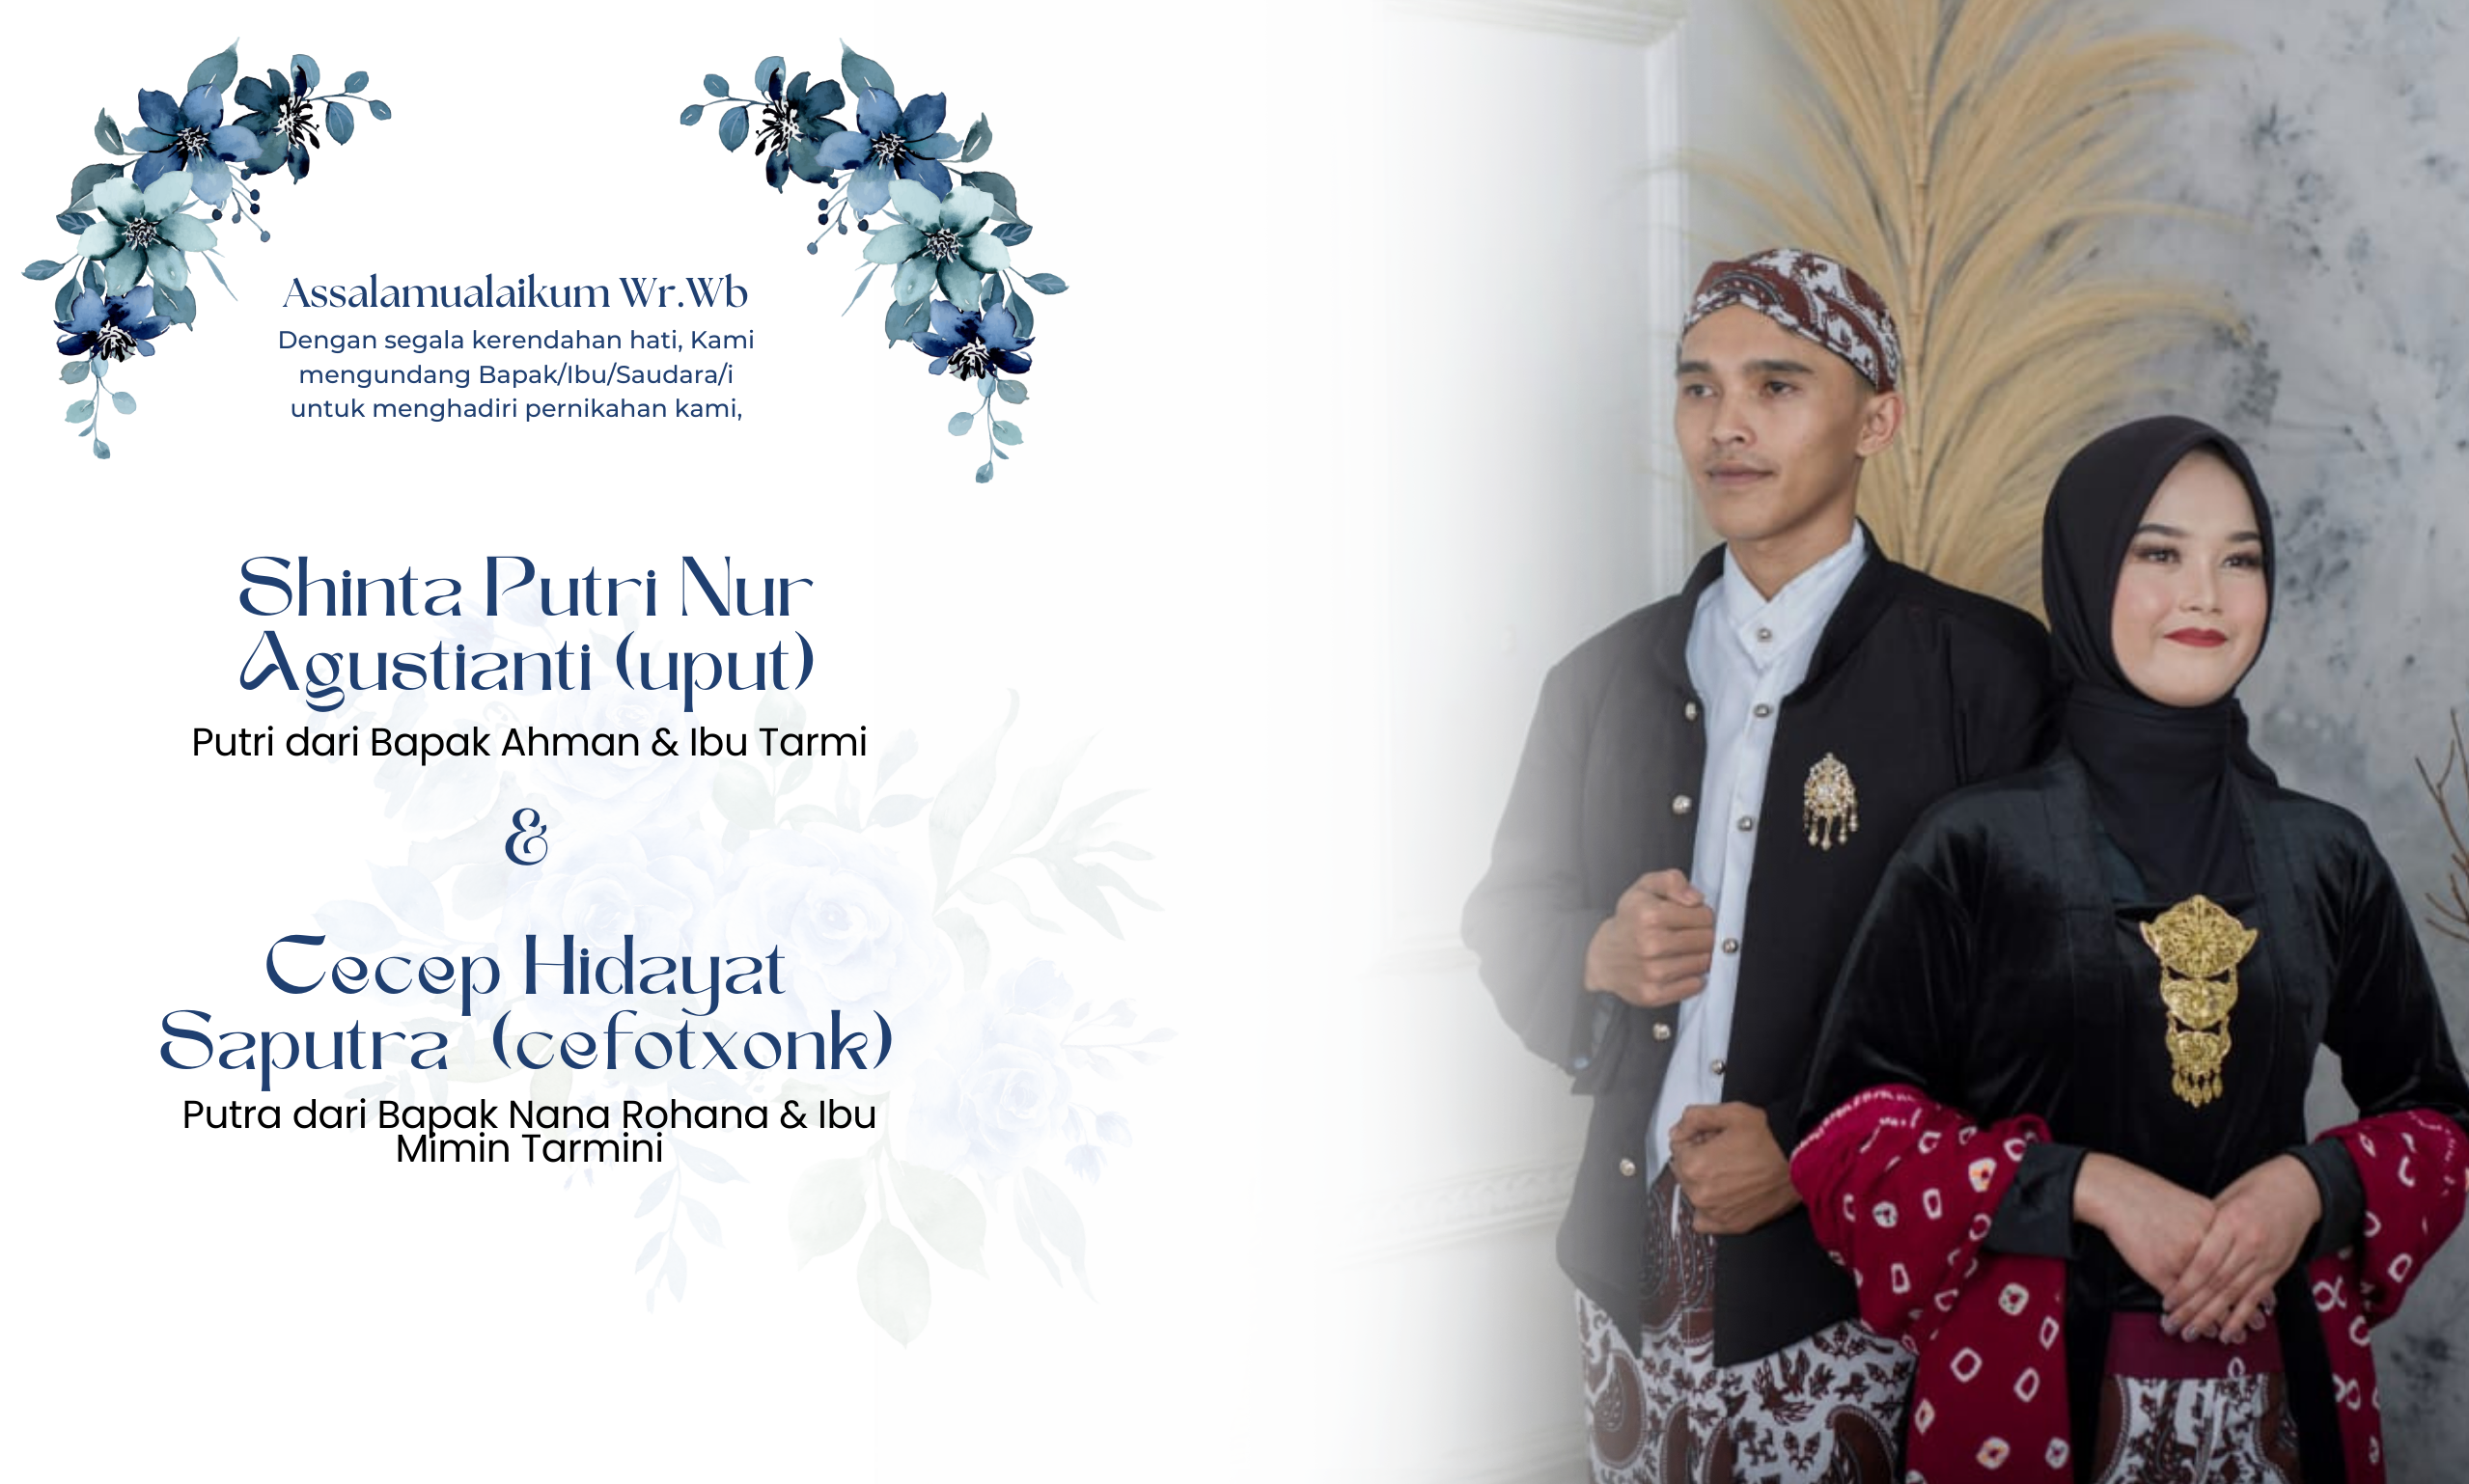 Assalamualaikum Wr.Wb
Dengan segala kerendahan hati, Kami
mengundang Bapak/Ibu/Saudara/i
untuk menghadiri pernikahan kami,
Shinta Putri Nur
Agustianti (uput)
Putri dari Bapak Ahman & Ibu Tarmi
&
Cecep Hidayat
Saputra  (cefotxonk)
Putra dari Bapak Nana Rohana & Ibu
Mimin Tarmini